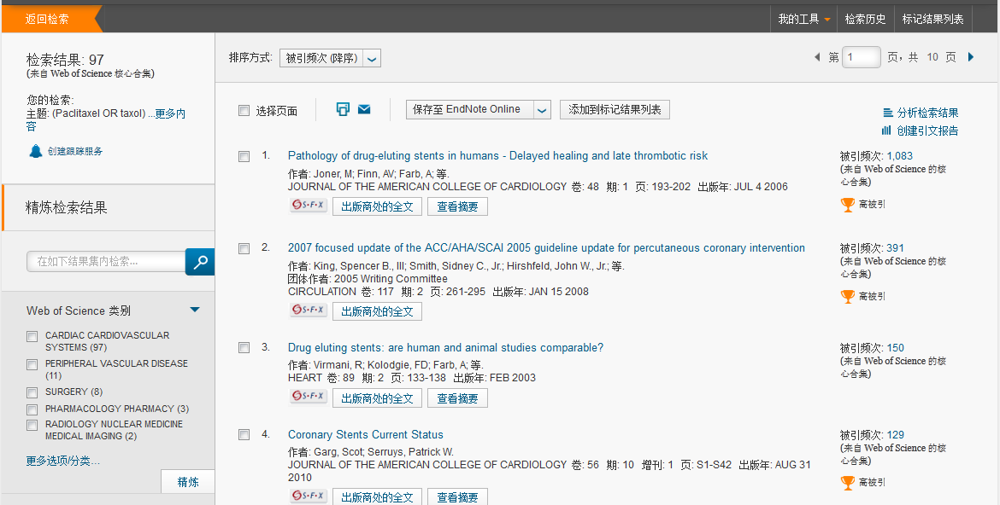 返回检索
我的工具
检索历史
标记结果列表
检索结果: 97
(来自 Web of Science 核心合集)
您的检索:
主题: (Paclitaxel OR taxol) ...更多内
容
创建跟踪服务
精炼检索结果
在如下结果集内检索...
Web of Science 类别
CARDIAC CARDIOVASCULAR
SYSTEMS (97)
PERIPHERAL VASCULAR DISEASE
(11)
SURGERY (8)
PHARMACOLOGY PHARMACY (3)
RADIOLOGY NUCLEAR MEDICINE
MEDICAL IMAGING (2)
更多选项/分类...
精炼
排序方式: 被引频次 (降序)
第 1 页，共 10 页
选择页面
保存至 EndNote Online
添加到标记结果列表
分析检索结果
创建引文报告
1. Pathology of drug-eluting stents in humans - Delayed healing and late thrombotic risk
作者: Joner, M; Finn, AV; Farb, A; 等.
JOURNAL OF THE AMERICAN COLLEGE OF CARDIOLOGY 卷: 48 期: 1 页: 193-202 出版年: JUL 4 2006
S·F·X 出版商处的全文 查看摘要
被引频次: 1,083
(来自 Web of Science 的核
心合集)
高被引
2. 2007 focused update of the ACC/AHA/SCAI 2005 guideline update for percutaneous coronary intervention
作者: King, Spencer B., III; Smith, Sidney C., Jr.; Hirshfeld, John W., Jr.; 等.
团体作者: 2005 Writing Committee
CIRCULATION 卷: 117 期: 2 页: 261-295 出版年: JAN 15 2008
S·F·X 出版商处的全文
被引频次: 391
(来自 Web of Science 的核
心合集)
高被引
3. Drug eluting stents: are human and animal studies comparable?
作者: Virmani, R; Kolodgie, FD; Farb, A; 等.
HEART 卷: 89 期: 2 页: 133-138 出版年: FEB 2003
S·F·X 出版商处的全文 查看摘要
被引频次: 150
(来自 Web of Science 的核
心合集)
4. Coronary Stents Current Status
作者: Garg, Scot; Serruys, Patrick W.
JOURNAL OF THE AMERICAN COLLEGE OF CARDIOLOGY 卷: 56 期: 10 增刊: 1 页: S1-S42 出版年: AUG 31
2010
S·F·X 出版商处的全文 查看摘要
被引频次: 129
(来自 Web of Science 的核
心合集)
高被引